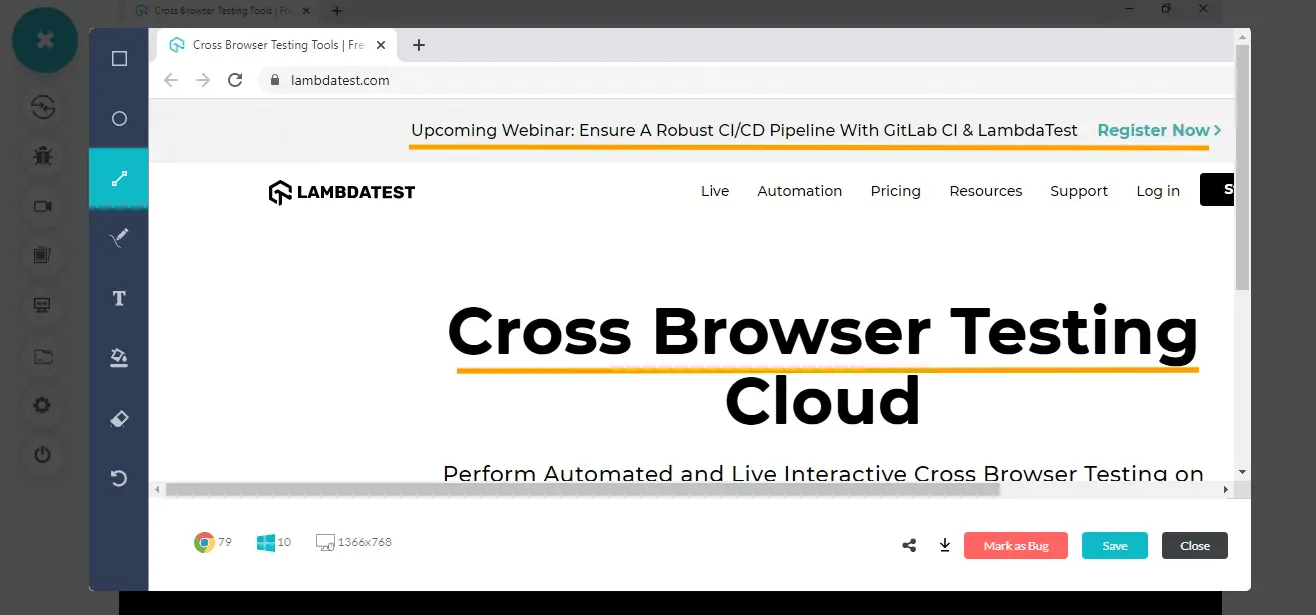 Cross Browser Testing Tools | Fre
Cross Browser Testing Tools | Fre
lambdatest.com
Upcoming Webinar: Ensure A Robust CI/CD Pipeline With GitLab CI & LambdaTest Register Now
LAMBDATEST Live Automation Pricing Resources Support Log in
T
Cross Browser Testing
Cloud
Perform Automated and Live Interactive Cross Browser Testing on
79 10 1366x768 Mark as Bug Save Close